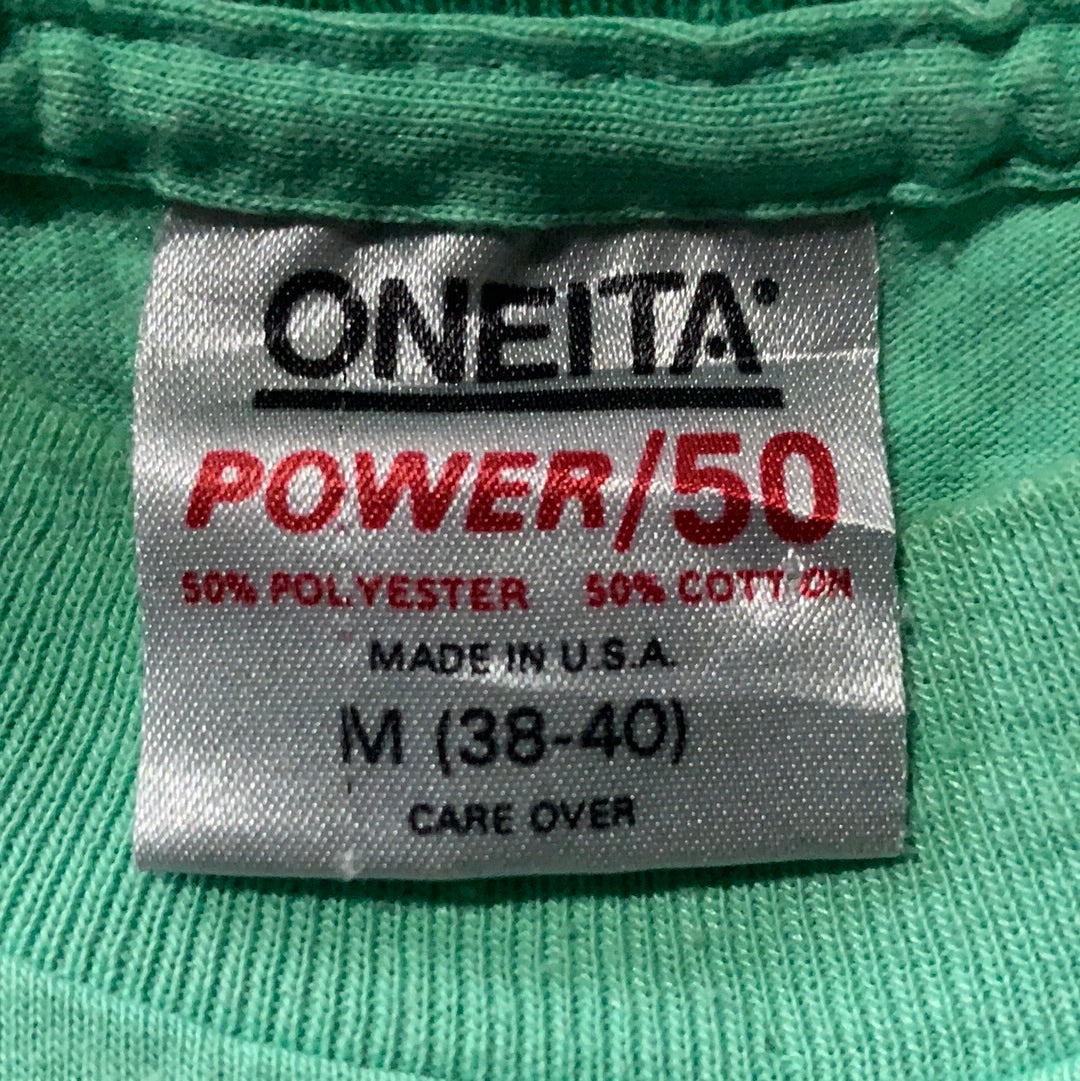 ONEITA
POWER/50
50% POLYESTER 50% COTTON
MADE IN U.S.A.
M (38-40)
CARE OVER